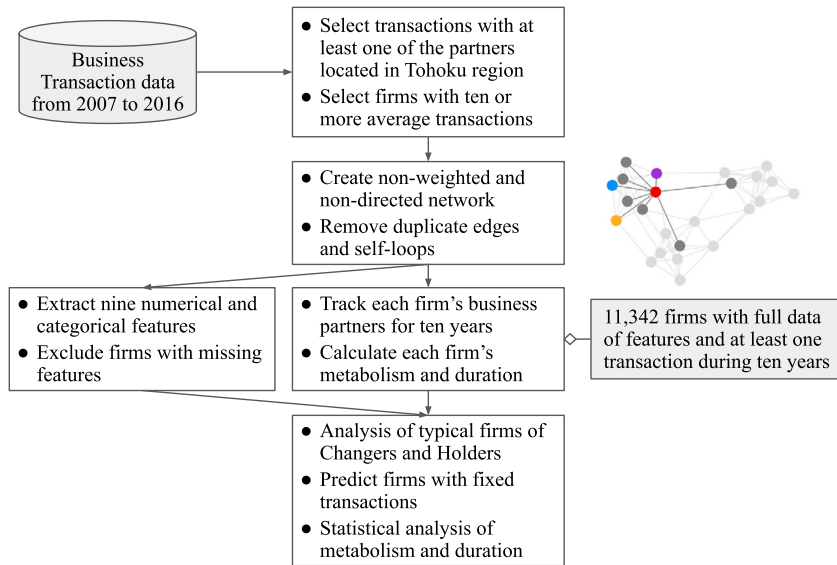 Business
Transaction data
from 2007 to 2016
● Select transactions with at
least one of the partners
located in Tohoku region
● Select firms with ten or
more average transactions
● Create non-weighted and
non-directed network
● Remove duplicate edges
and self-loops
● Extract nine numerical and
categorical features
● Exclude firms with missing
features
● Track each firm's business
partners for ten years
● Calculate each firm's
metabolism and duration
11,342 firms with full data
of features and at least one
transaction during ten years
● Analysis of typical firms of
Changers and Holders
● Predict firms with fixed
transactions
● Statistical analysis of
metabolism and duration